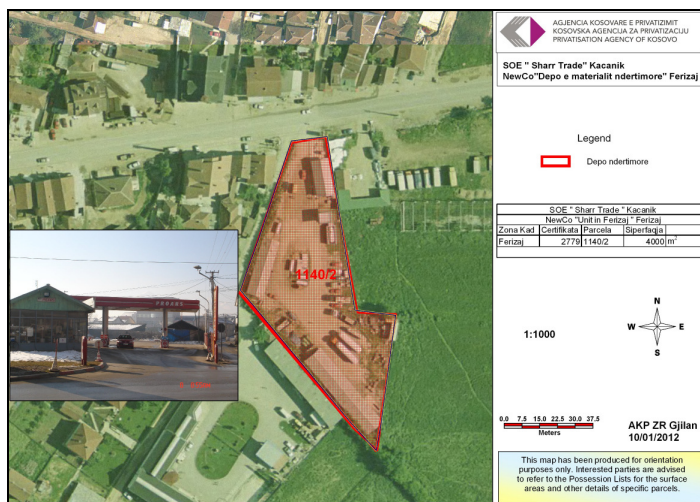 AGJENCIA KOSOVARE E PRIVATIZIMIT
KOSOVSKA AGENCIJA ZA PRIVATIZACIJU
PRIVATISATION AGENCY OF KOSOVO
SOE " Sharr Trade" Kacanik
NewCo"Depo e materialit ndertimore" Ferizaj
Legend
Depo ndertimore
SOE " Sharr Trade " Kacanik
NewCo "Unit in Ferizaj " Ferizaj
Zona Kad Certifikata Parcela Siperfaqja
Ferizaj 2779 1140/2 4000 m²
1140/2
1:1000
N
W E
S
0.0 7.5 15.0 22.5 30.0 37.5
Meters
AKP ZR Gjilan
10/01/2012
This map has been produced for orientation
purposes only. Interested parties are advised
to refer to the Possession Lists for the surface
areas and other details of specific parcels.